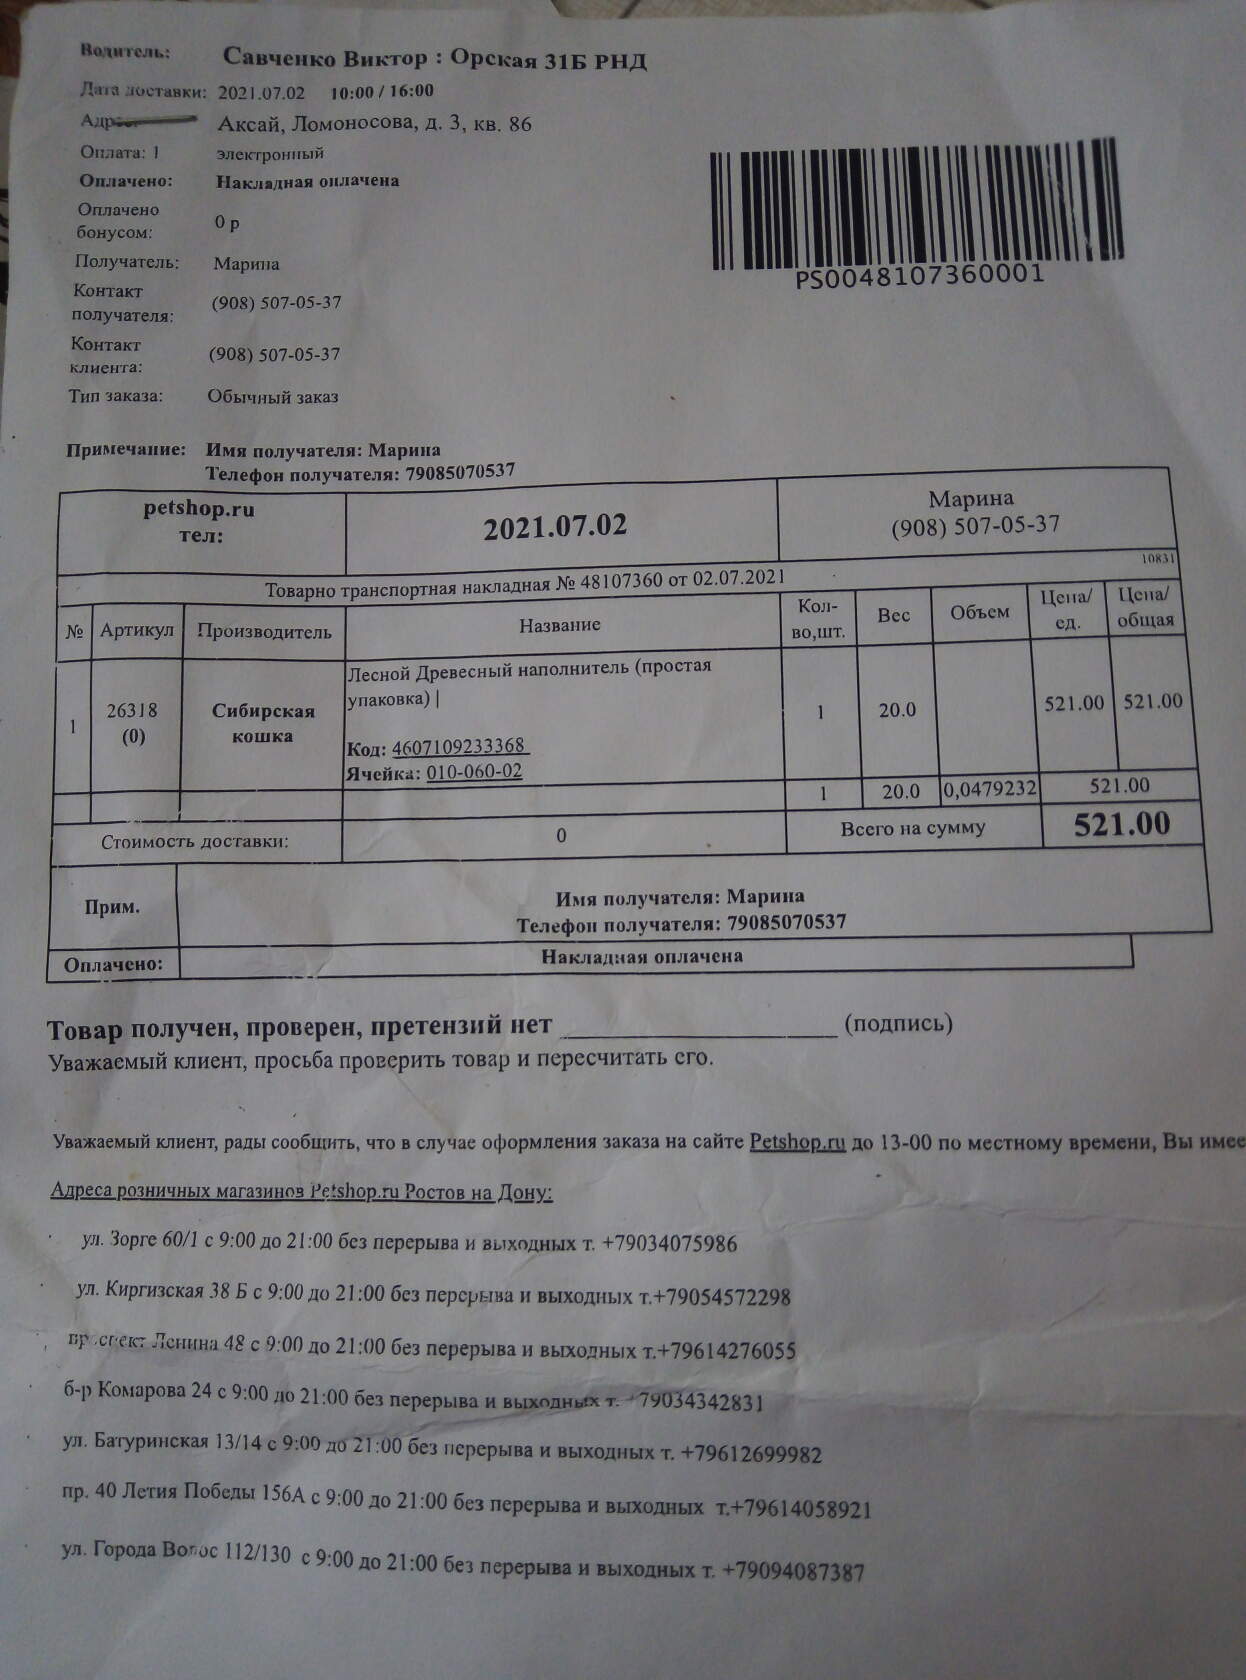 Водитель: Савченко Виктор : Орская 31Б РНД
Дата доставки: 2021.07.02 10:00 / 16:00
Аксай, Ломоносова, д. 3, кв. 86
Оплата: 1 электронный
Оплачено: Накладная оплачена
Оплачено бонусом: 0 р
Получатель: Марина
Контакт получателя: (908) 507-05-37
Контакт клиента: (908) 507-05-37
Тип заказа: Обычный заказ
PS0048107360001
Примечание: Имя получателя: Марина
Телефон получателя: 79085070537
petshop.ru
тел:
2021.07.02
Марина
(908) 507-05-37
10831
Товарно транспортная накладная № 48107360 от 02.07.2021
№ Артикул Производитель Название Кол-во,шт. Вес Объем Цена/ед. Цена/общая
1 26318 (0) Сибирская кошка Лесной Древесный наполнитель (простая упаковка) | 1 20.0 521.00 521.00
Код: 4607109233368
Ячейка: 010-060-02
1 20.0 0,0479232 521.00
Стоимость доставки: 0 Всего на сумму 521.00
Прим. Имя получателя: Марина
Телефон получателя: 79085070537
Оплачено: Накладная оплачена
Товар получен, проверен, претензий нет ____________________ (подпись)
Уважаемый клиент, просьба проверить товар и пересчитать его.
Уважаемый клиент, рады сообщить, что в случае оформления заказа на сайте Petshop.ru до 13-00 по местному времени, Вы имее
Адреса розничных магазинов Petshop.ru Ростов на Дону:
ул. Зорге 60/1 с 9:00 до 21:00 без перерыва и выходных т. +79034075986
ул. Киргизская 38 Б с 9:00 до 21:00 без перерыва и выходных т.+79054572298
проспект Ленина 48 с 9:00 до 21:00 без перерыва и выходных т.+79614276055
б-р Комарова 24 с 9:00 до 21:00 без перерыва и выходных т. +79034342831
ул. Батуринская 13/14 с 9:00 до 21:00 без перерыва и выходных т. +79612699982
пр. 40 Летия Победы 156А с 9:00 до 21:00 без перерыва и выходных т.+79614058921
ул. Города Волос 112/130 с 9:00 до 21:00 без перерыва и выходных т. +79094087387